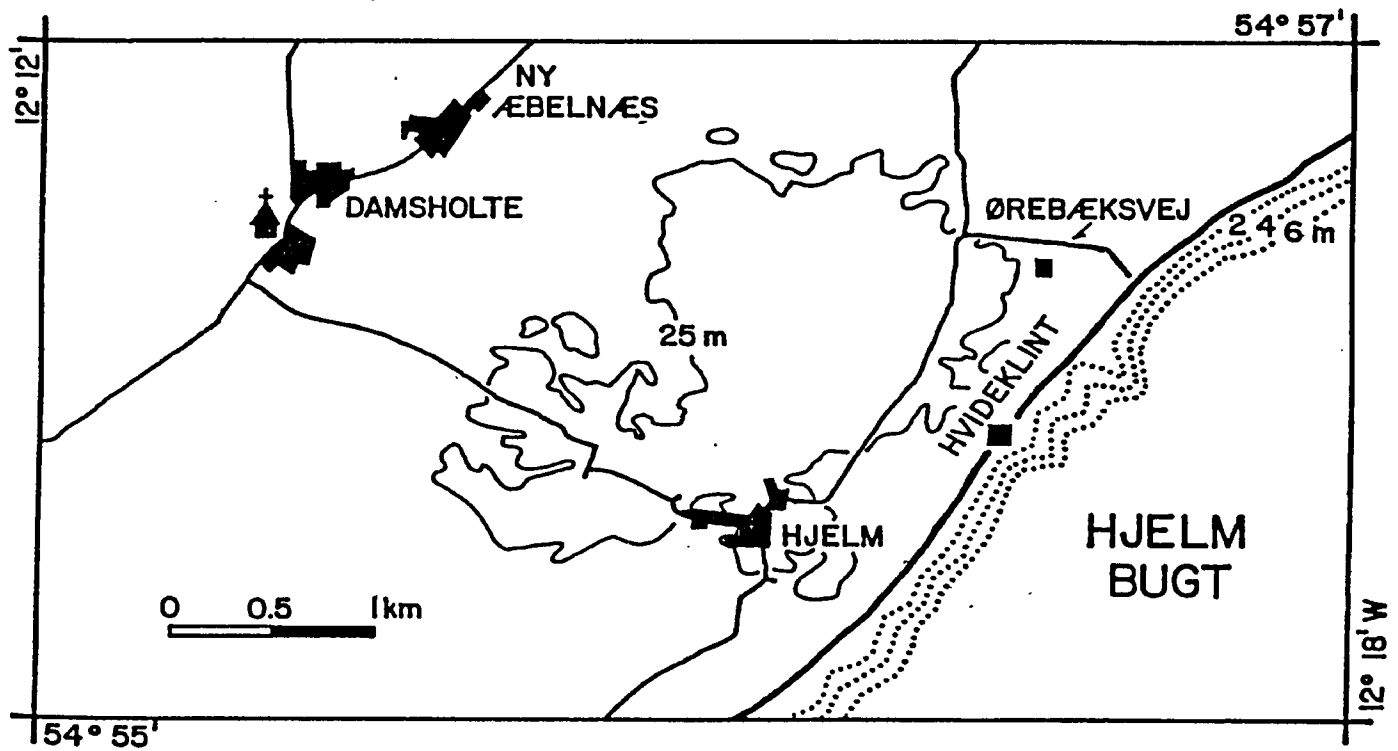 54° 57'
12° 12'
NY
ÆBELNÆS
DAMSHOLTE
ØREBÆKSVEJ
2 4 6 m
25 m
HVIDEKLINT
HJELM
HJELM
BUGT
0 0.5 1km
12° 18' W
54° 55'